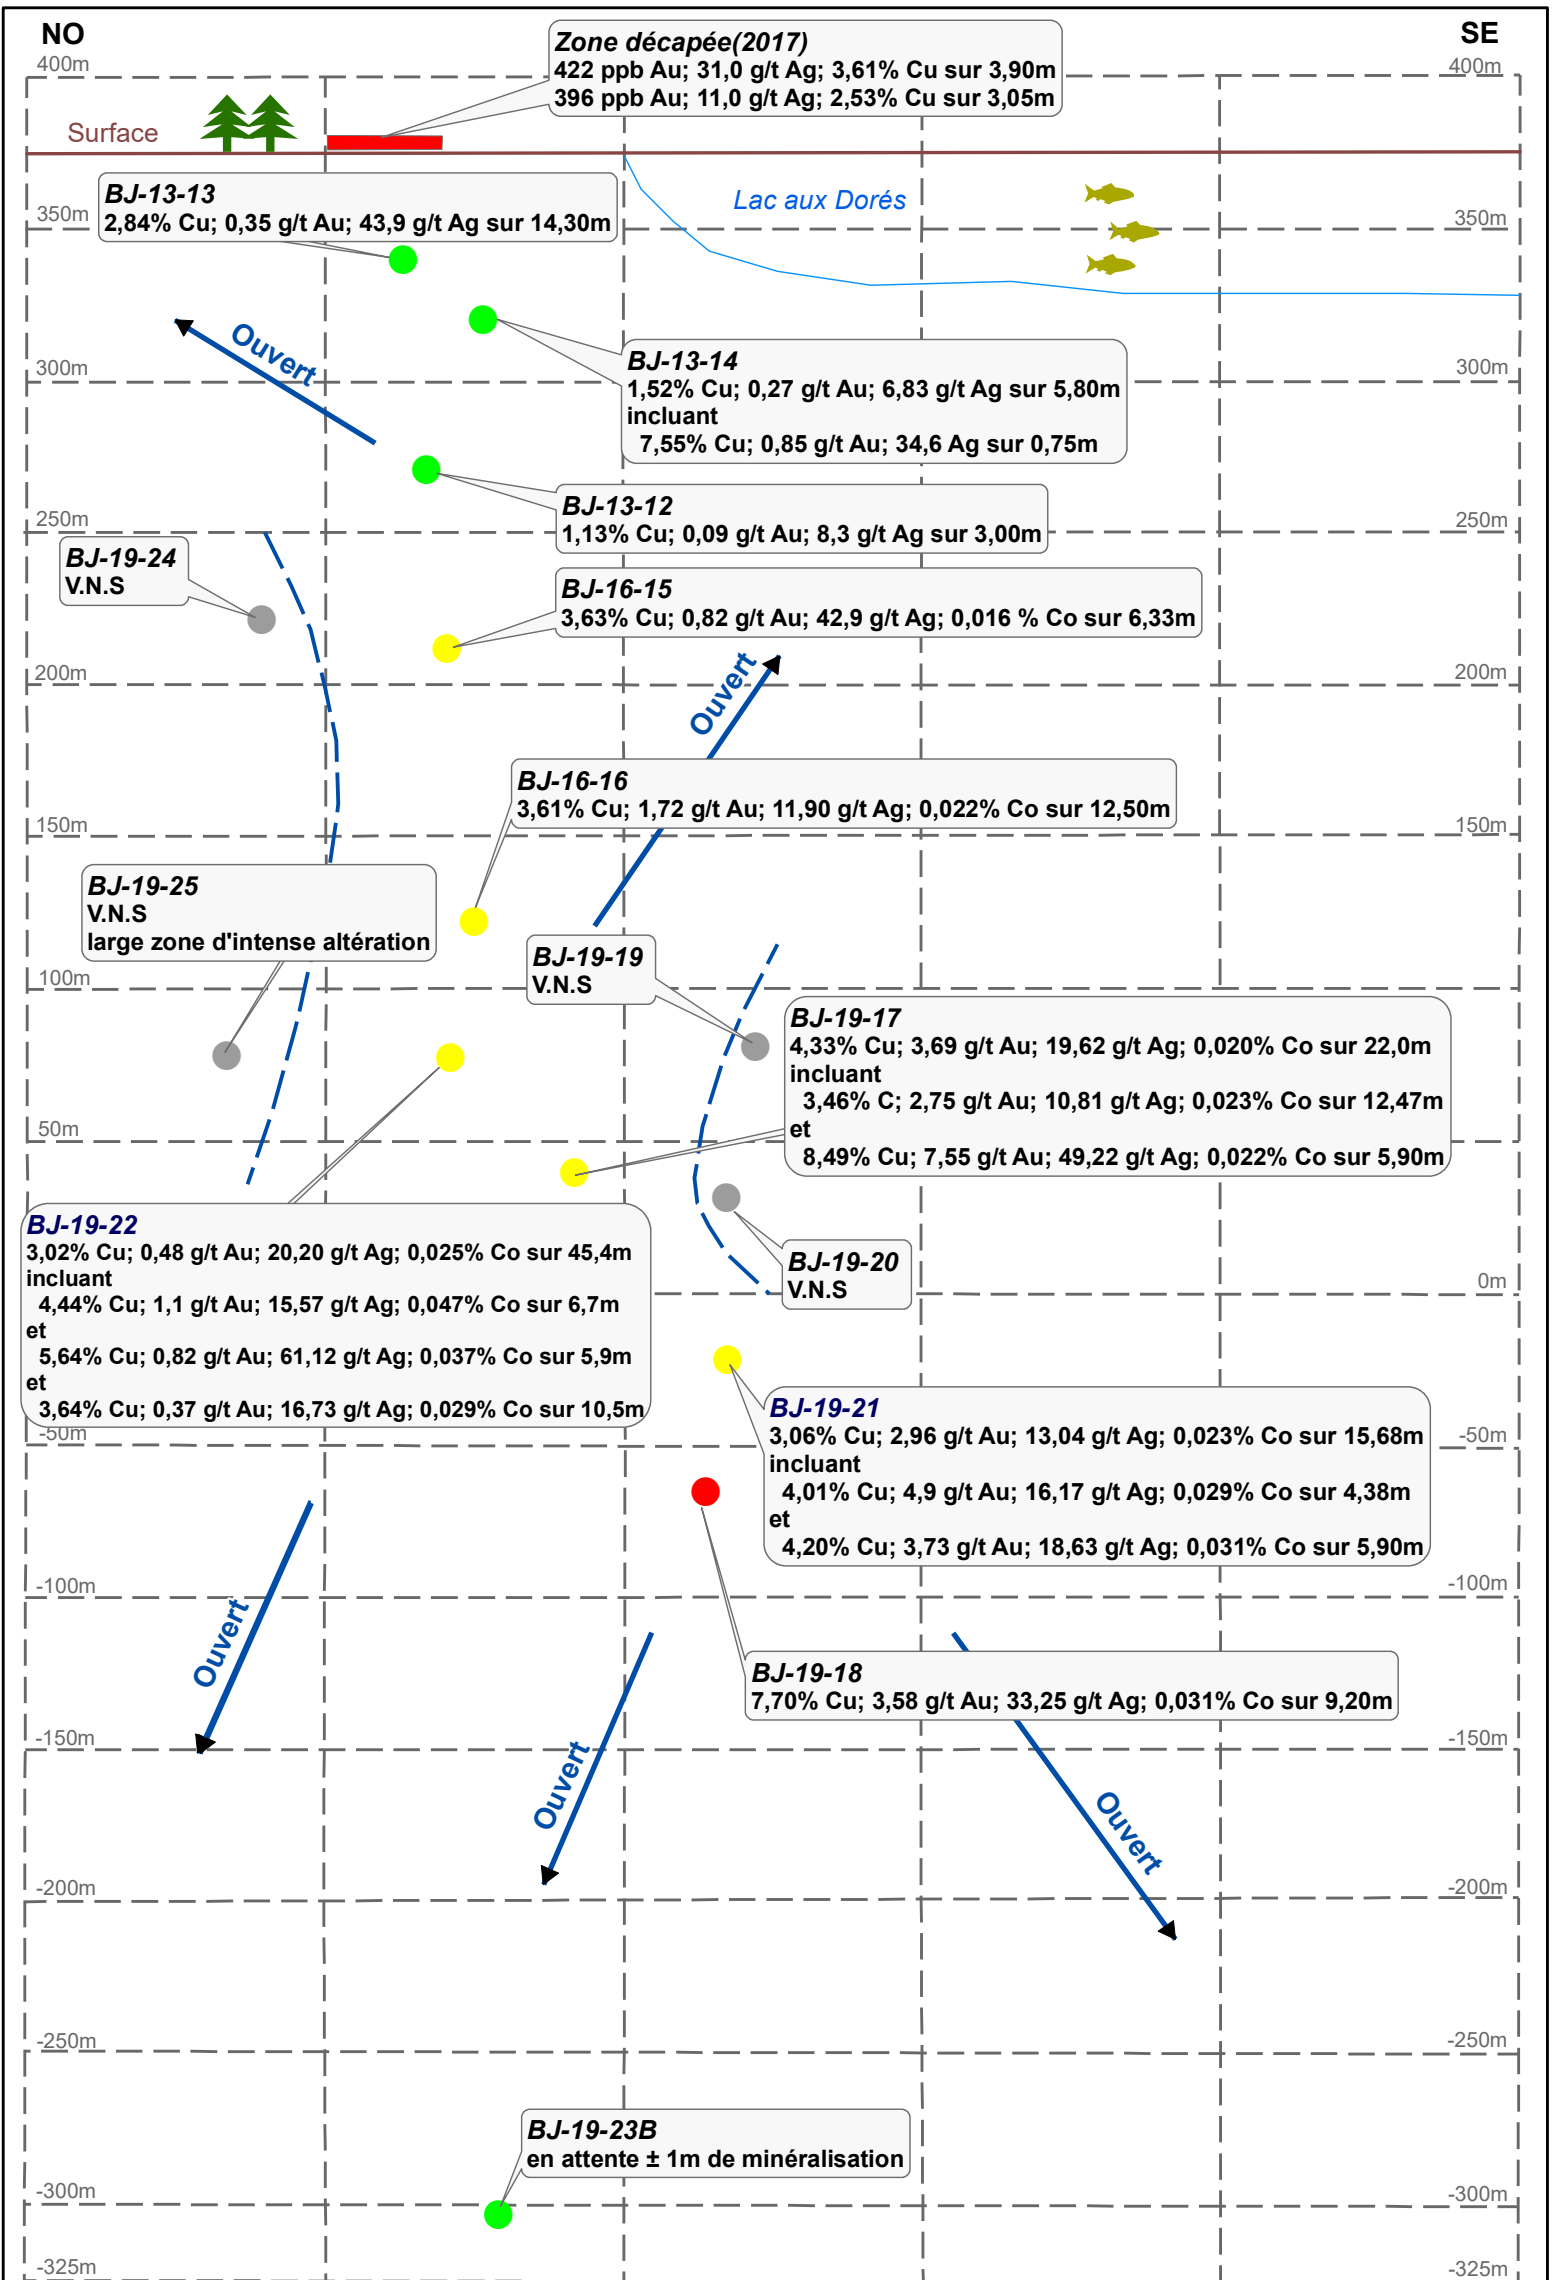 NO
SE
Zone décapée(2017)
422 ppb Au; 31,0 g/t Ag; 3,61% Cu sur 3,90m
396 ppb Au; 11,0 g/t Ag; 2,53% Cu sur 3,05m
400m
400m
Surface
BJ-13-13
2,84% Cu; 0,35 g/t Au; 43,9 g/t Ag sur 14,30m
Lac aux Dorés
350m
350m
Ouvert
BJ-13-14
1,52% Cu; 0,27 g/t Au; 6,83 g/t Ag sur 5,80m
incluant
7,55% Cu; 0,85 g/t Au; 34,6 Ag sur 0,75m
300m
300m
BJ-13-12
1,13% Cu; 0,09 g/t Au; 8,3 g/t Ag sur 3,00m
250m
250m
BJ-19-24
V.N.S
BJ-16-15
3,63% Cu; 0,82 g/t Au; 42,9 g/t Ag; 0,016 % Co sur 6,33m
200m
200m
Ouvert
BJ-16-16
3,61% Cu; 1,72 g/t Au; 11,90 g/t Ag; 0,022% Co sur 12,50m
150m
150m
BJ-19-25
V.N.S
large zone d'intense altération
BJ-19-19
V.N.S
100m
BJ-19-17
4,33% Cu; 3,69 g/t Au; 19,62 g/t Ag; 0,020% Co sur 22,0m
incluant
3,46% C; 2,75 g/t Au; 10,81 g/t Ag; 0,023% Co sur 12,47m
et
8,49% Cu; 7,55 g/t Au; 49,22 g/t Ag; 0,022% Co sur 5,90m
50m
BJ-19-22
3,02% Cu; 0,48 g/t Au; 20,20 g/t Ag; 0,025% Co sur 45,4m
incluant
4,44% Cu; 1,1 g/t Au; 15,57 g/t Ag; 0,047% Co sur 6,7m
et
5,64% Cu; 0,82 g/t Au; 61,12 g/t Ag; 0,037% Co sur 5,9m
et
3,64% Cu; 0,37 g/t Au; 16,73 g/t Ag; 0,029% Co sur 10,5m
BJ-19-20
V.N.S
0m
BJ-19-21
3,06% Cu; 2,96 g/t Au; 13,04 g/t Ag; 0,023% Co sur 15,68m
incluant
4,01% Cu; 4,9 g/t Au; 16,17 g/t Ag; 0,029% Co sur 4,38m
et
4,20% Cu; 3,73 g/t Au; 18,63 g/t Ag; 0,031% Co sur 5,90m
-50m
-50m
-100m
-100m
Ouvert
BJ-19-18
7,70% Cu; 3,58 g/t Au; 33,25 g/t Ag; 0,031% Co sur 9,20m
-150m
-150m
Ouvert
Ouvert
-200m
-200m
-250m
-250m
BJ-19-23B
en attente ± 1m de minéralisation
-300m
-300m
-325m
-325m